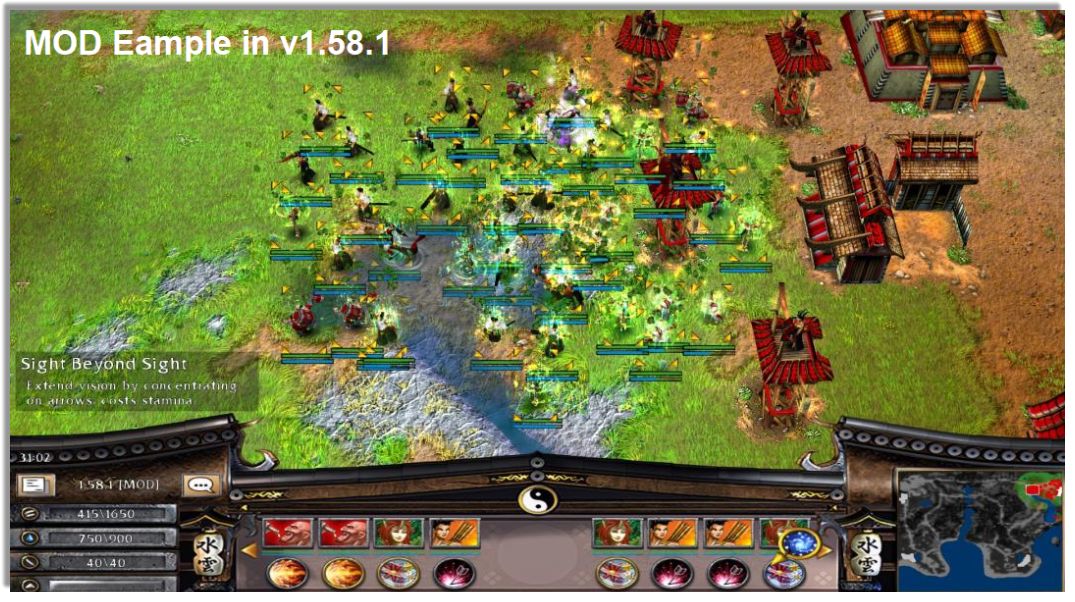 MOD Eample in v1.58.1
Sight Beyond Sight
Extend vision by concentrating
on arrows, costs stamina
31:02
1.58.1 [MOD]
415\1650
750\900
40\40
水雲
水雲